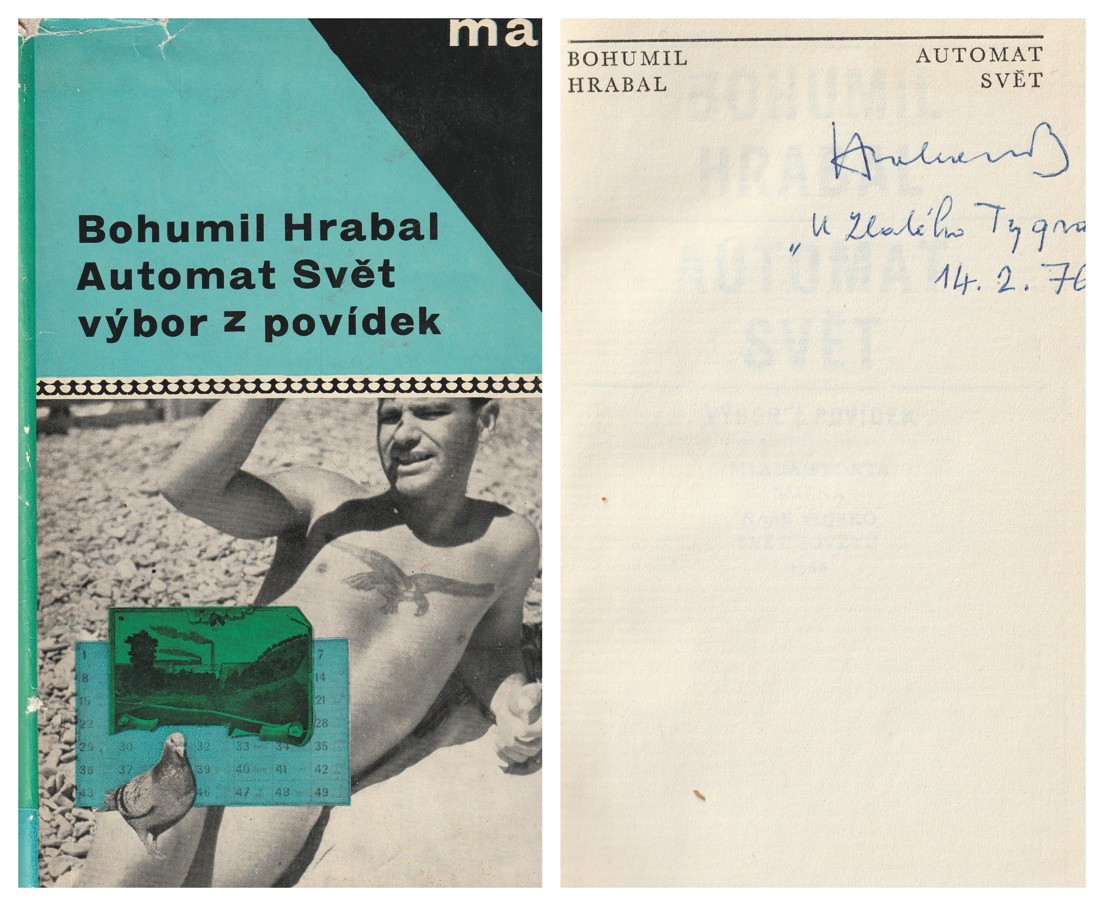 ma
Bohumil Hrabal
Automat Svět
výbor z povídek
1 7
8 14
15 21
22 28
29 30 32 33 34 35
36 37 39 40 41 42
43 46 47 48 49
BOHUMIL AUTOMAT
HRABAL SVĚT
„U Zlatého Tygra
14. 2. 76